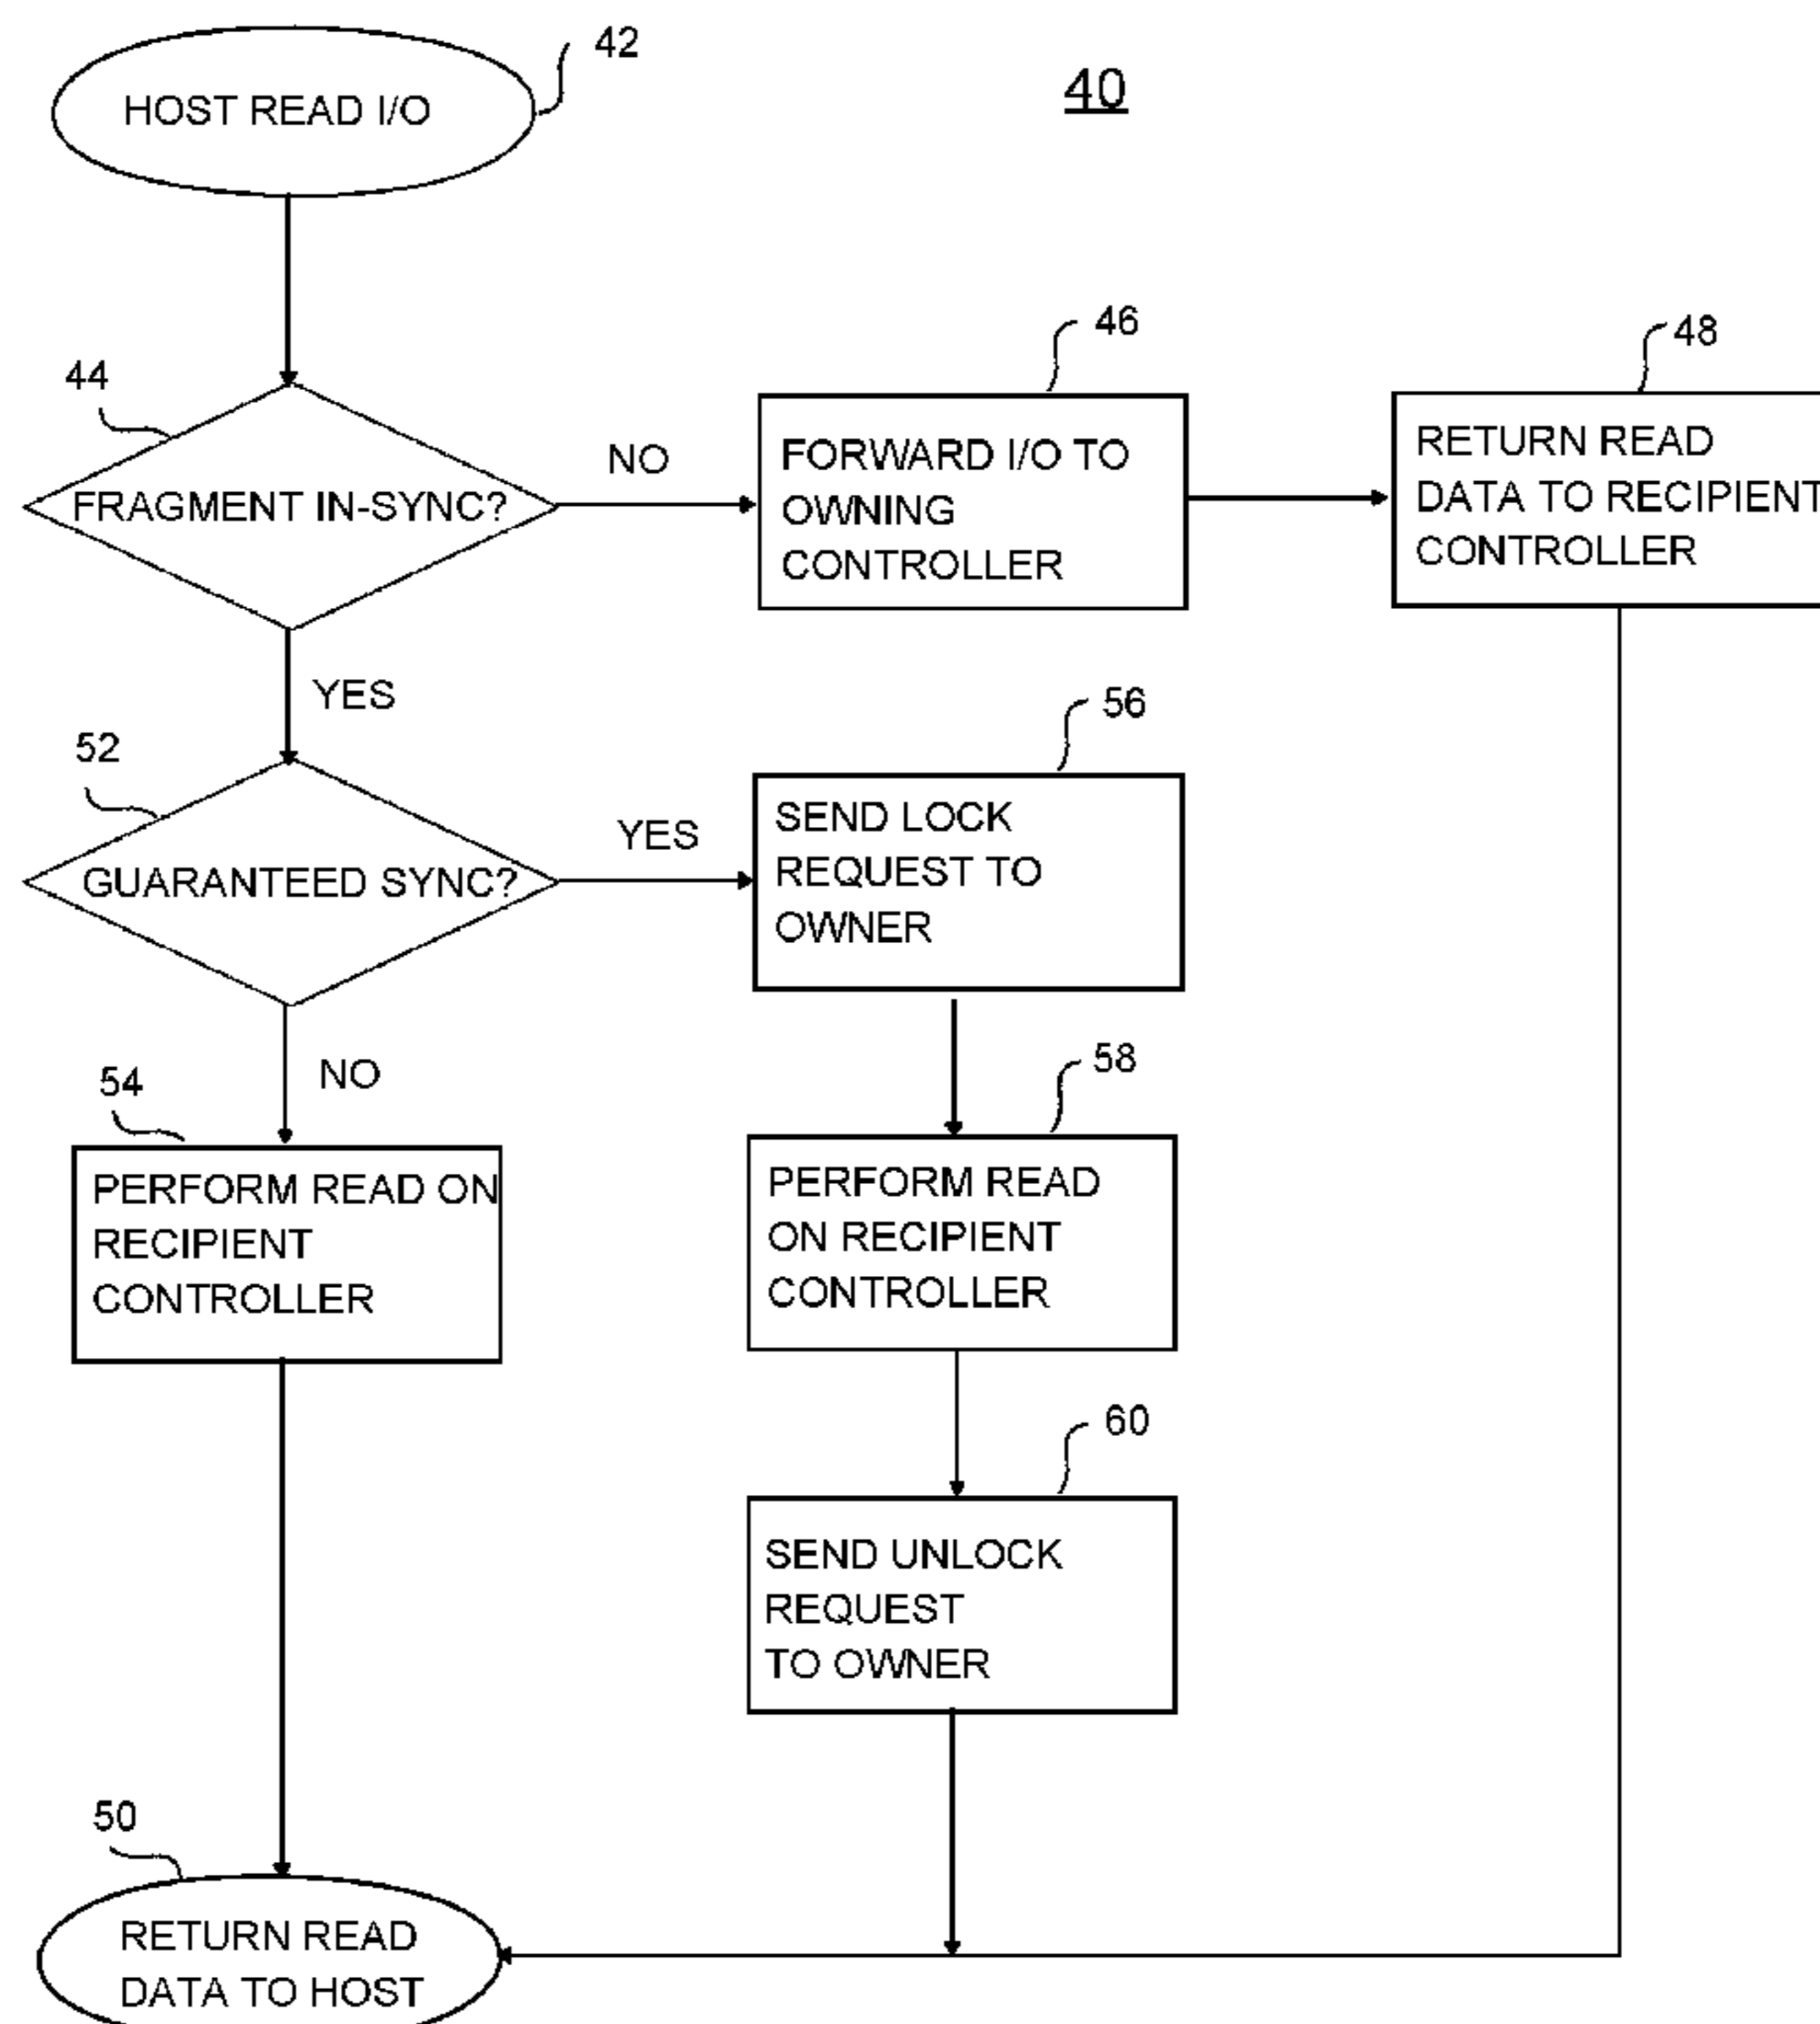 42
40
HOST READ I/O
46
48
44
FRAGMENT IN-SYNC?
NO
FORWARD I/O TO
OWNING
CONTROLLER
RETURN READ
DATA TO RECIPIENT
CONTROLLER
YES
52
GUARANTEED SYNC?
YES
56
SEND LOCK
REQUEST TO
OWNER
NO
54
PERFORM READ ON
RECIPIENT
CONTROLLER
58
PERFORM READ
ON RECIPIENT
CONTROLLER
60
SEND UNLOCK
REQUEST
TO OWNER
50
RETURN READ
DATA TO HOST